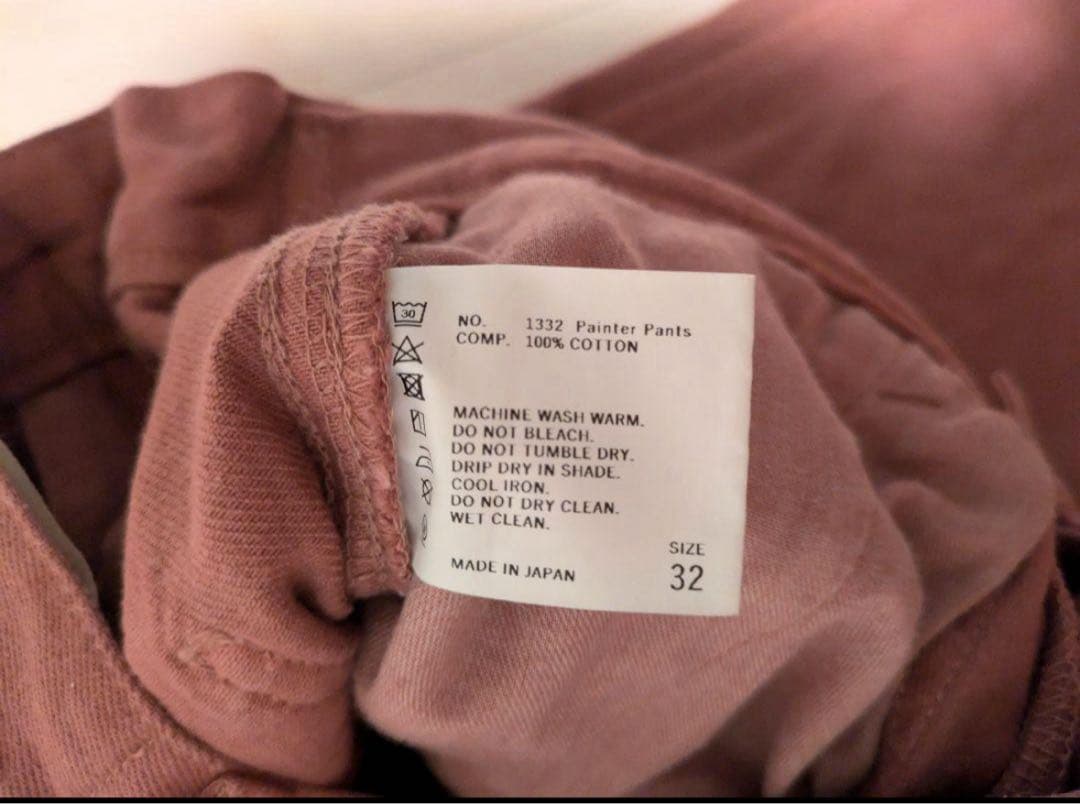 30
NO. 1332 Painter Pants
COMP. 100% COTTON
MACHINE WASH WARM.
DO NOT BLEACH.
DO NOT TUMBLE DRY.
DRIP DRY IN SHADE.
COOL IRON.
DO NOT DRY CLEAN.
WET CLEAN.
MADE IN JAPAN
SIZE
32